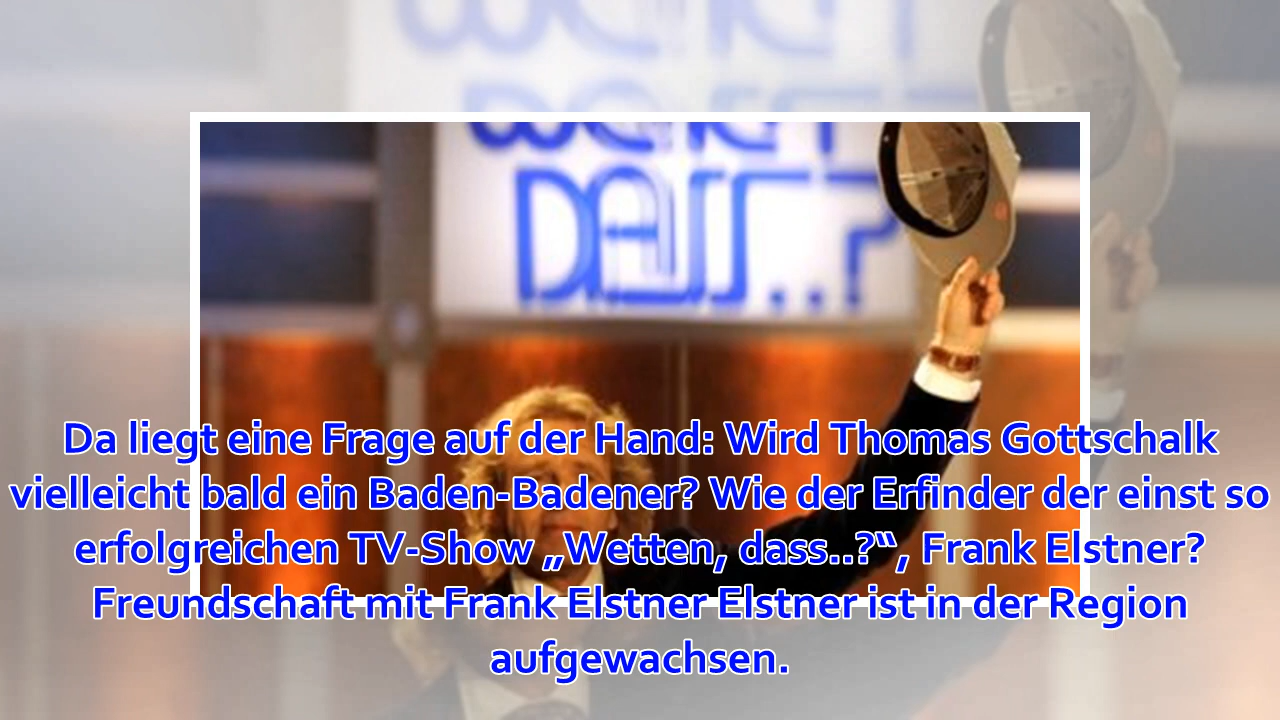 WETTEN
DASS..?
Da liegt eine Frage auf der Hand: Wird Thomas Gottschalk
vielleicht bald ein Baden-Badener? Wie der Erfinder der einst so
erfolgreichen TV-Show „Wetten, dass..?“, Frank Elstner?
Freundschaft mit Frank Elstner Elstner ist in der Region
aufgewachsen.